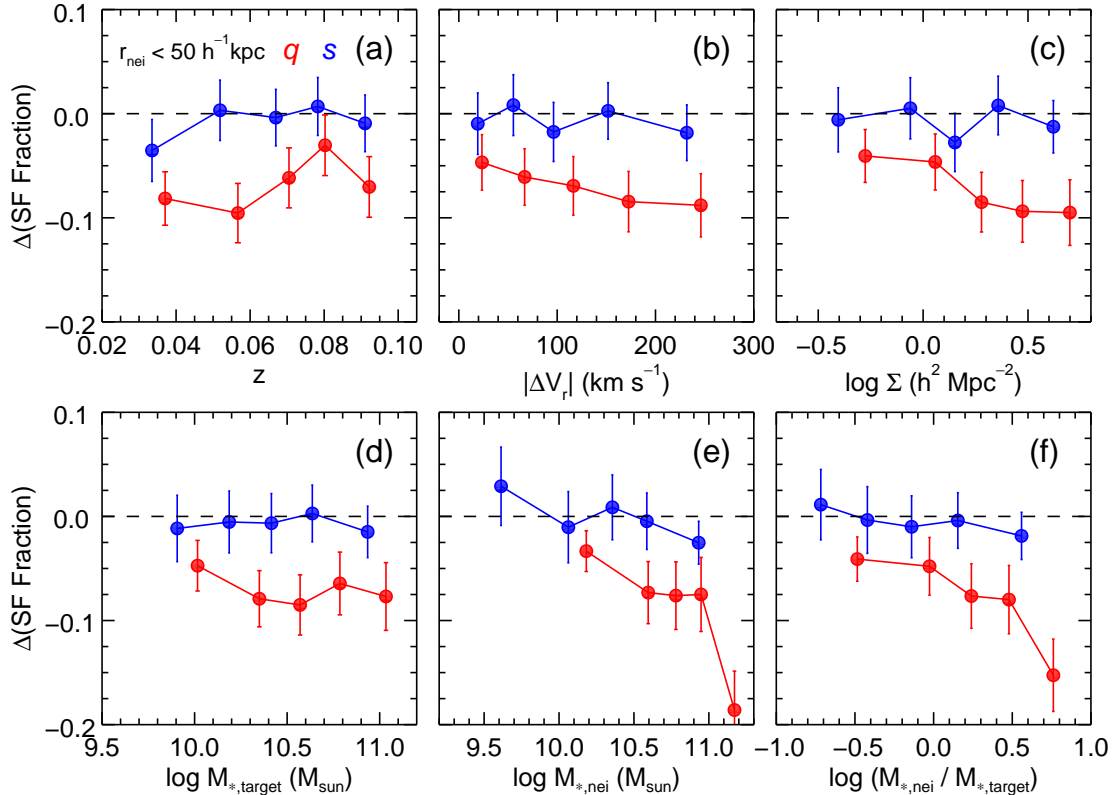 0.1
0.0
−0.1
−0.2
Δ(SF Fraction)
r_nei < 50 h^−1 kpc q s (a)
0.02 0.04 0.06 0.08 0.10
z
(b)
0 100 200 300
|ΔV_r| (km s^−1)
(c)
−0.5 0.0 0.5
log Σ (h^2 Mpc^−2)
0.1
0.0
−0.1
−0.2
Δ(SF Fraction)
(d)
9.5 10.0 10.5 11.0
log M_*,target (M_sun)
(e)
9.5 10.0 10.5 11.0
log M_*,nei (M_sun)
(f)
−1.0 −0.5 0.0 0.5 1.0
log (M_*,nei / M_*,target)